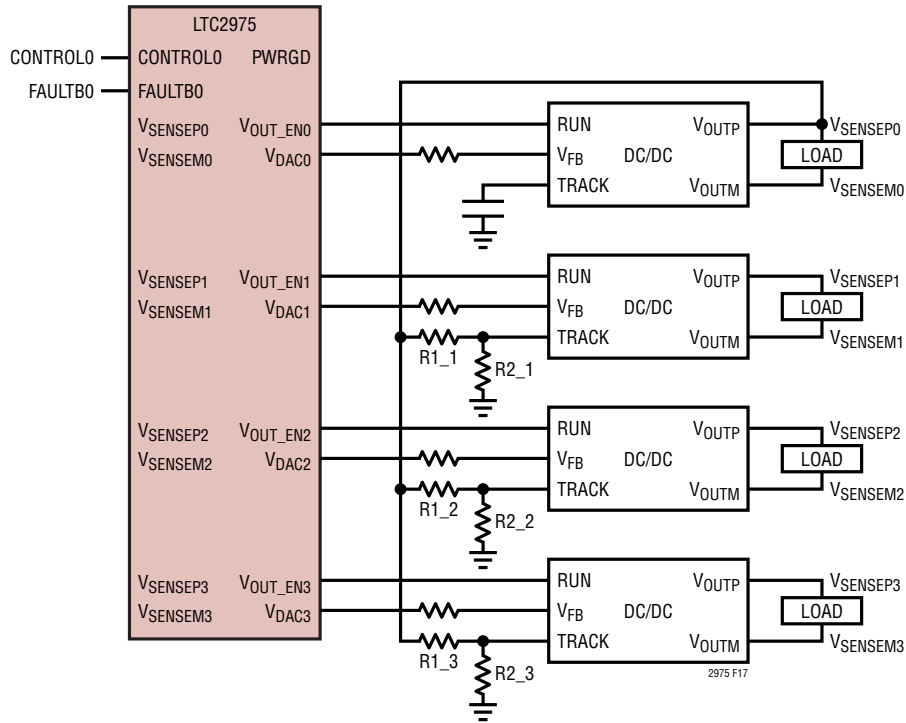 LTC2975
CONTROL0 CONTROL0 PWRGD
FAULTB0 FAULTB0
VSENSEP0 VOUT_EN0 RUN VOUTP VSENSEP0
VSENSEM0 VDAC0 VFB DC/DC LOAD
TRACK VOUTM VSENSEM0
VSENSEP1 VOUT_EN1 RUN VOUTP VSENSEP1
VSENSEM1 VDAC1 VFB DC/DC LOAD
TRACK VOUTM VSENSEM1
R1_1
R2_1
VSENSEP2 VOUT_EN2 RUN VOUTP VSENSEP2
VSENSEM2 VDAC2 VFB DC/DC LOAD
TRACK VOUTM VSENSEM2
R1_2
R2_2
VSENSEP3 VOUT_EN3 RUN VOUTP VSENSEP3
VSENSEM3 VDAC3 VFB DC/DC LOAD
TRACK VOUTM VSENSEM3
R1_3
R2_3
2975 F17